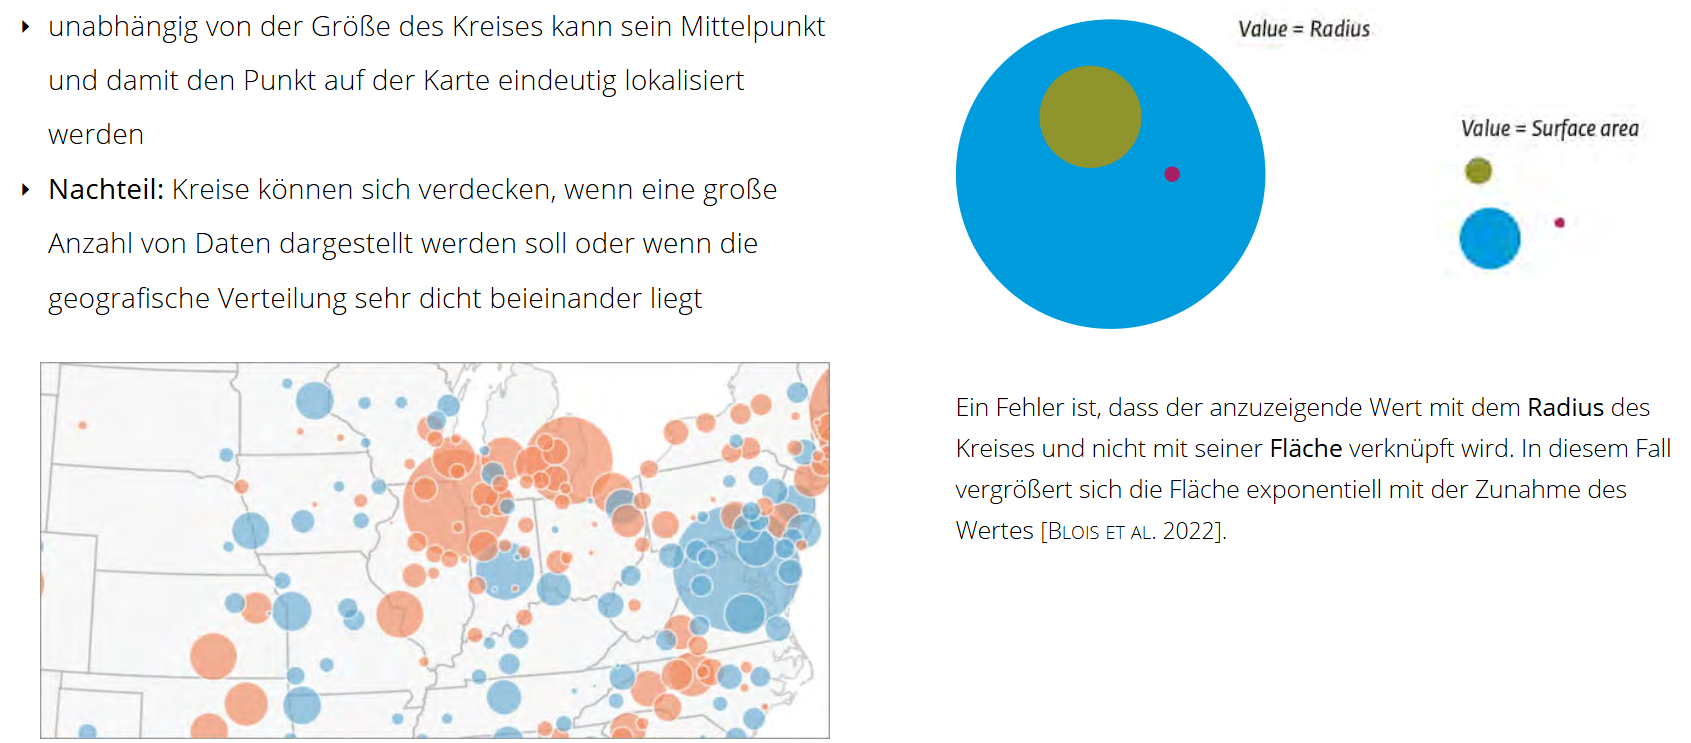 unabhängig von der Größe des Kreises kann sein Mittelpunkt
und damit den Punkt auf der Karte eindeutig lokalisiert
werden
Nachteil: Kreise können sich verdecken, wenn eine große
Anzahl von Daten dargestellt werden soll oder wenn die
geografische Verteilung sehr dicht beieinander liegt
Value = Radius
Value = Surface area
Ein Fehler ist, dass der anzuzeigende Wert mit dem Radius des
Kreises und nicht mit seiner Fläche verknüpft wird. In diesem Fall
vergrößert sich die Fläche exponentiell mit der Zunahme des
Wertes [BLOIS ET AL. 2022].